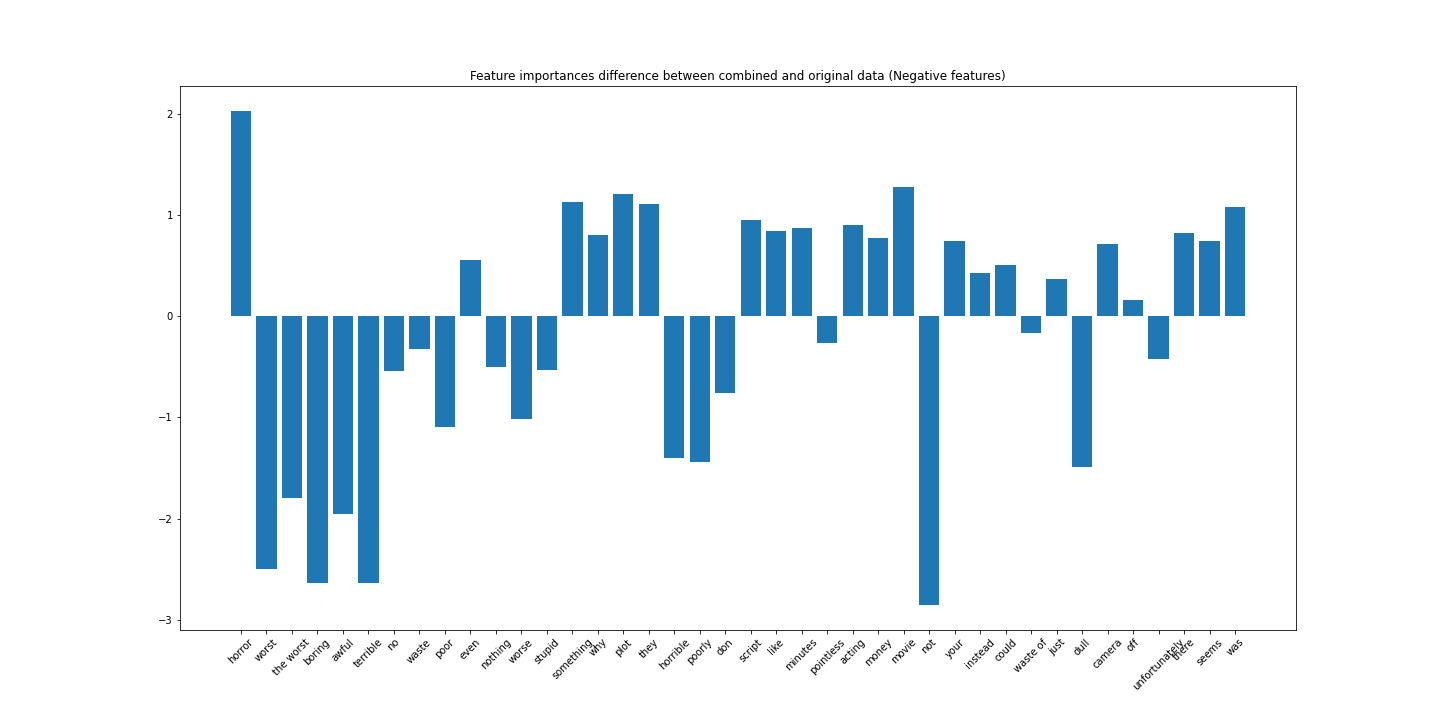 Feature importances difference between combined and original data (Negative features)
2
1
0
−1
−2
−3
horror
worst
the worst
boring
awful
terrible
no
waste
poor
even
nothing
worse
stupid
something
why
plot
they
horrible
poorly
don
script
like
minutes
pointless
acting
money
movie
not
your
instead
could
waste of
just
dull
camera
off
unfortunately
there
seems
was